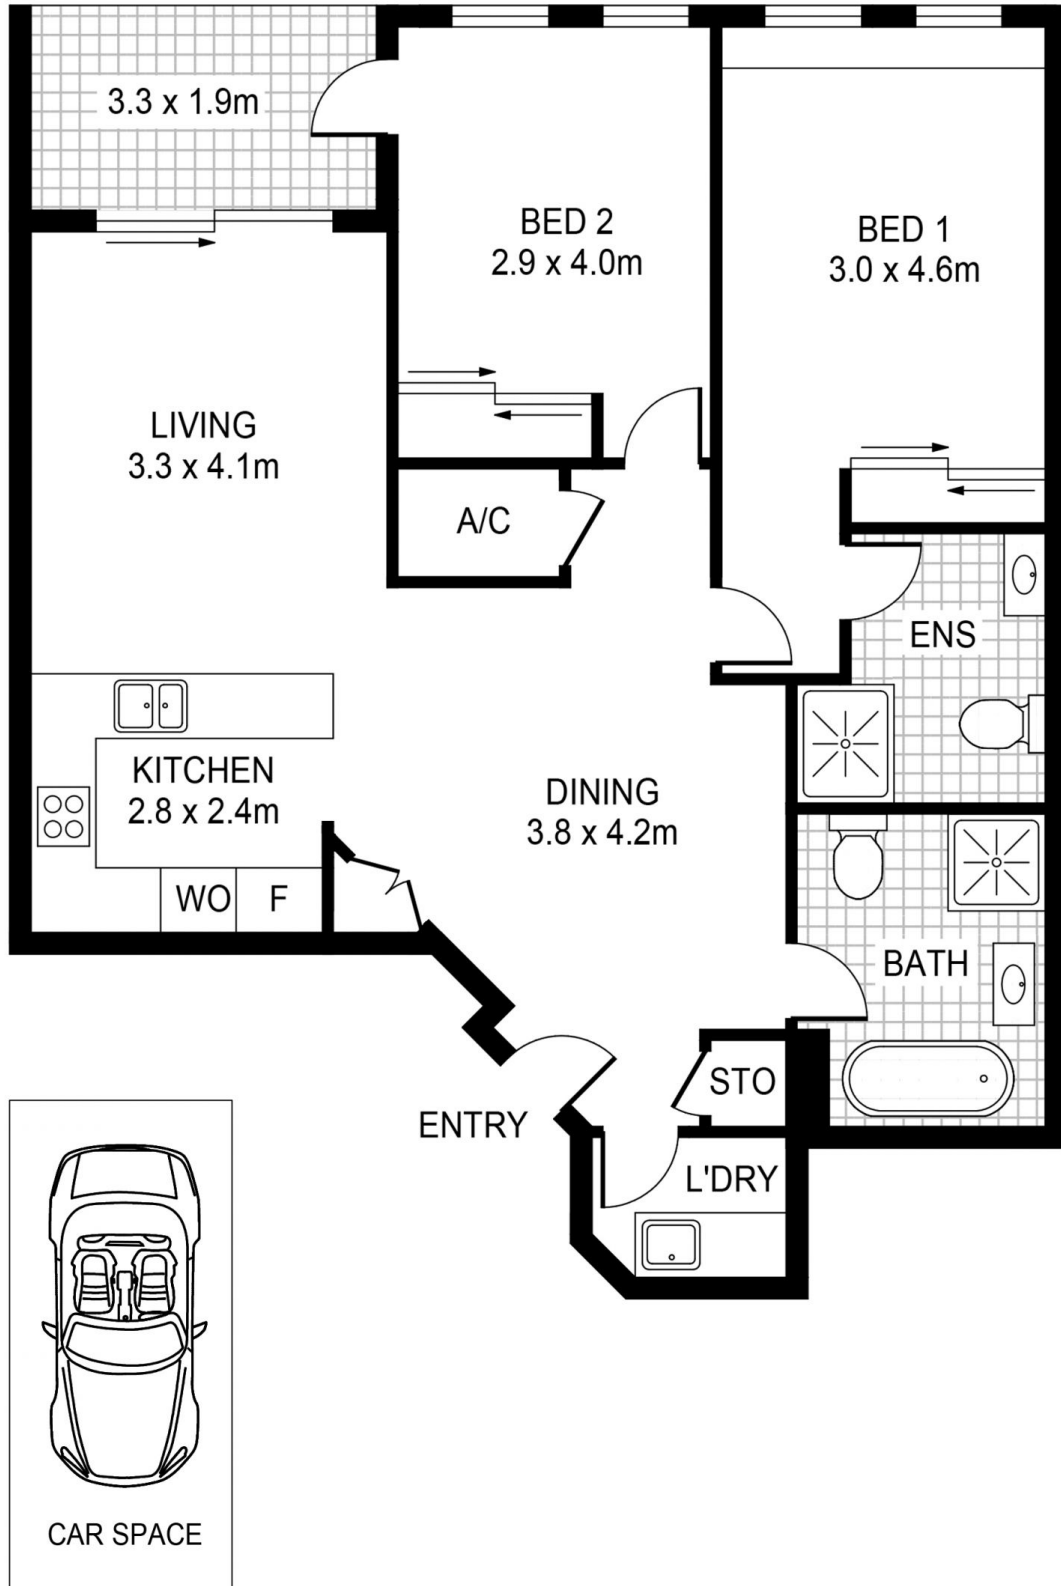 3.3 x 1.9m
BED 2
2.9 x 4.0m
BED 1
3.0 x 4.6m
LIVING
3.3 x 4.1m
A/C
ENS
KITCHEN
2.8 x 2.4m
DINING
3.8 x 4.2m
WO
F
BATH
STO
ENTRY
L'DRY
CAR SPACE